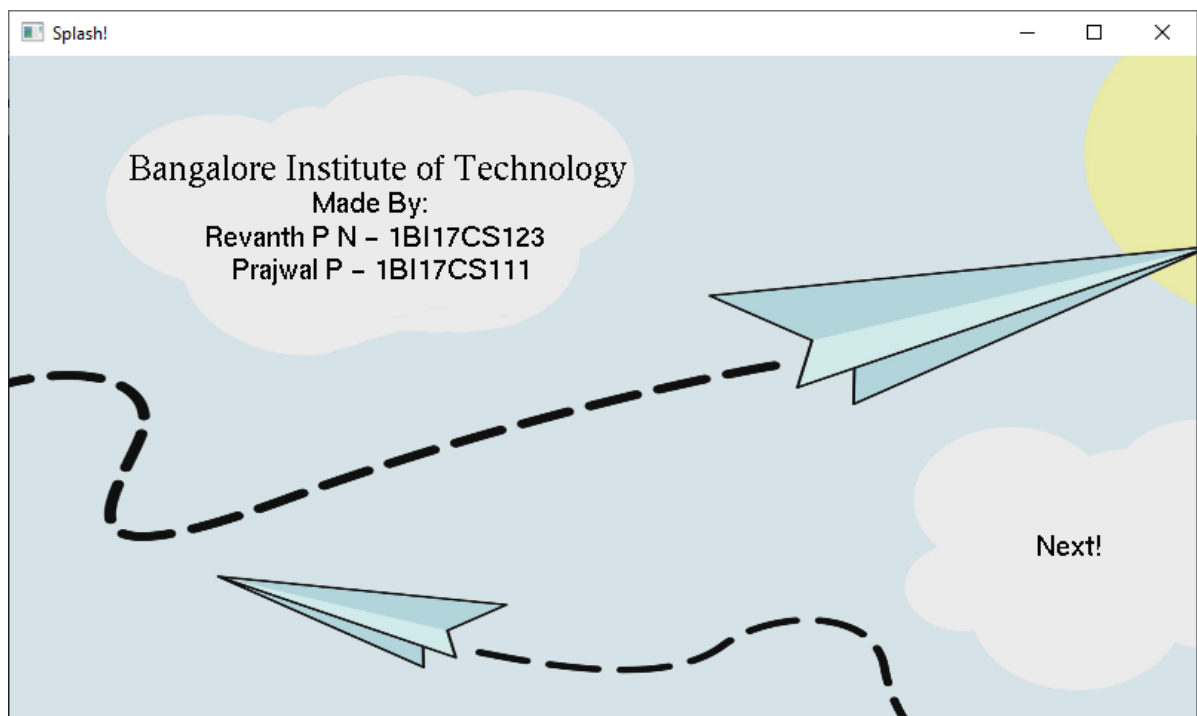 Splash!
Bangalore Institute of Technology
Made By:
Revanth P N - 1BI17CS123
Prajwal P - 1BI17CS111
Next!